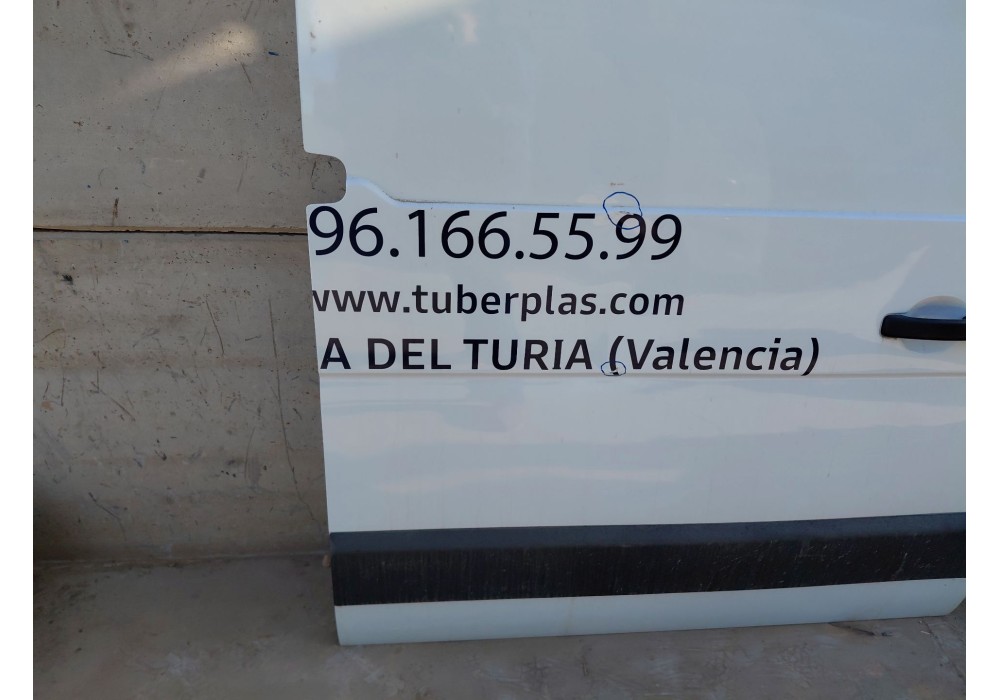 96.166.55.99
www.tuberplas.com
A DEL TURIA (Valencia)